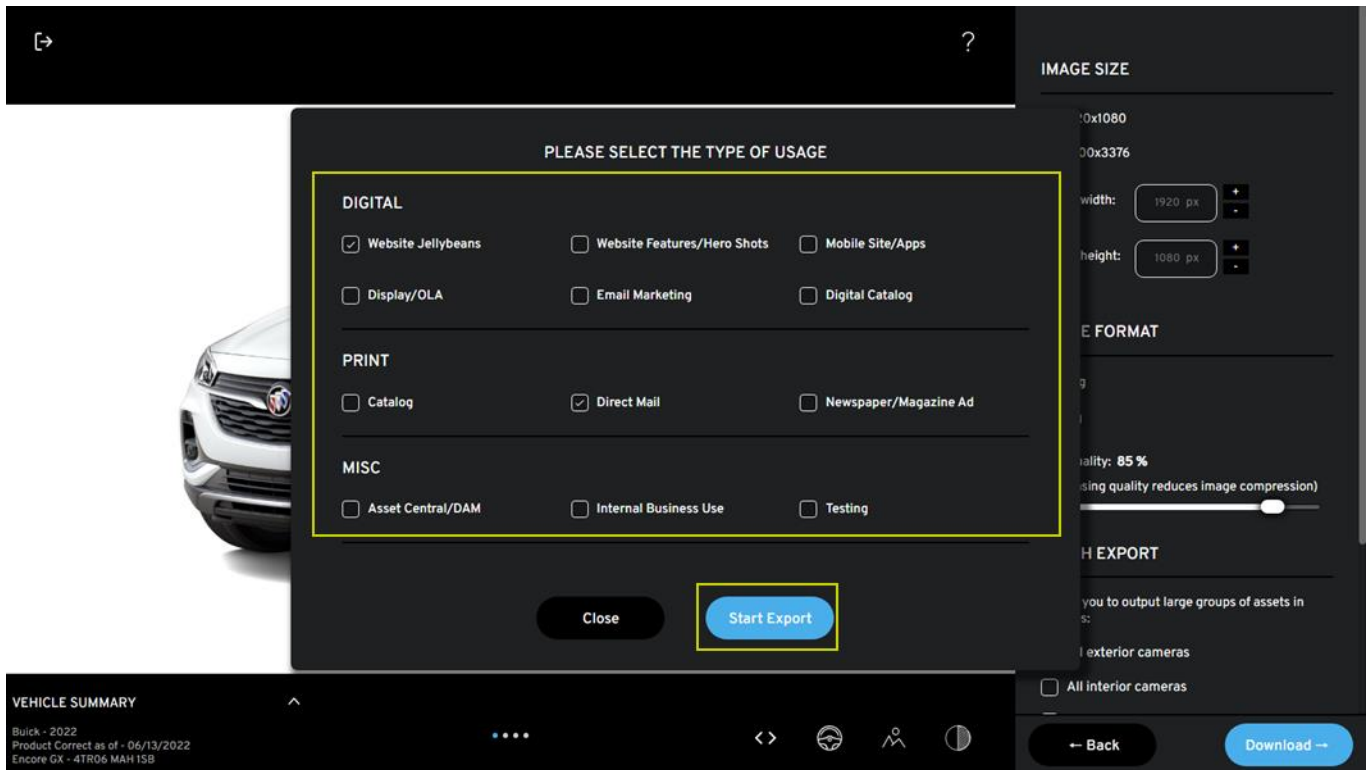 ?
IMAGE SIZE
0x1080
PLEASE SELECT THE TYPE OF USAGE
00x3376
DIGITAL
width: 1920 px + -
Website Jellybeans Website Features/Hero Shots Mobile Site/Apps
height: 1080 px + -
Display/OLA Email Marketing Digital Catalog
E FORMAT
PRINT
g
Catalog Direct Mail Newspaper/Magazine Ad
ality: 85 %
MISC
sing quality reduces image compression)
Asset Central/DAM Internal Business Use Testing
H EXPORT
you to output large groups of assets in
s:
Close Start Export
l exterior cameras
All interior cameras
VEHICLE SUMMARY
Buick - 2022
Product Correct as of - 06/13/2022
Encore GX - 4TR06 MAH 1SB
← Back Download →